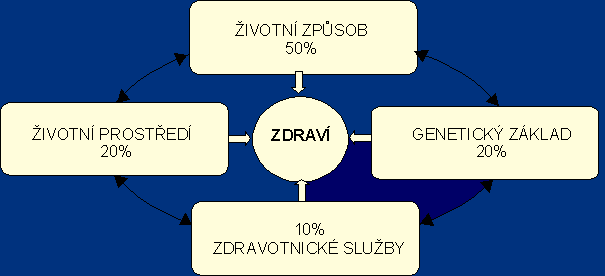 ŽIVOTNÍ ZPŮSOB
50%
ŽIVOTNÍ PROSTŘEDÍ
20%
ZDRAVÍ
GENETICKÝ ZÁKLAD
20%
10%
ZDRAVOTNICKÉ SLUŽBY